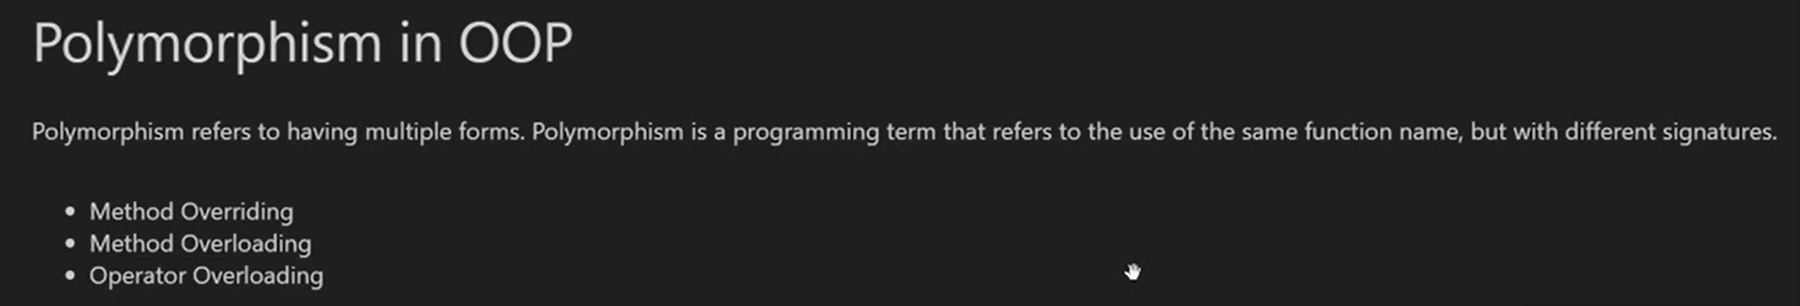 Polymorphism in OOP
Polymorphism refers to having multiple forms. Polymorphism is a programming term that refers to the use of the same function name, but with different signatures.
• Method Overriding
• Method Overloading
• Operator Overloading